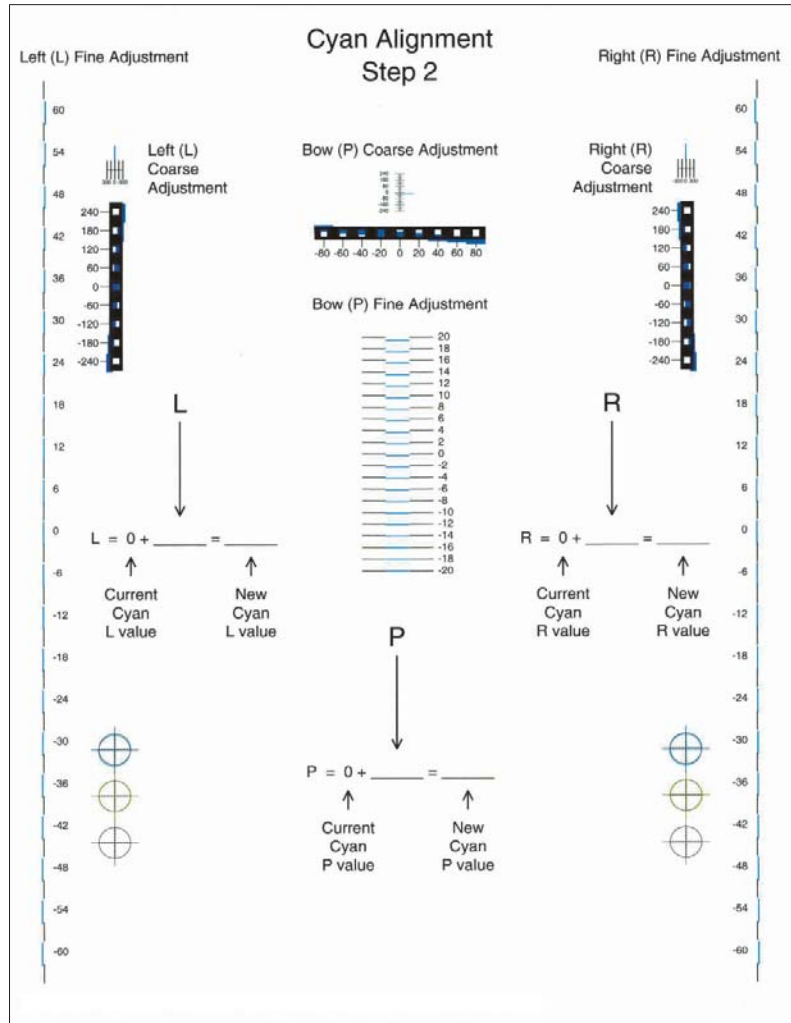 Cyan Alignment
Step 2
Left (L) Fine Adjustment
Right (R) Fine Adjustment
60
54
48
42
36
30
24
18
12
6
0
-6
-12
-18
-24
-30
-36
-42
-48
-54
-60
Left (L)
Coarse
Adjustment
240
180
120
60
0
-60
-120
-180
-240
Bow (P) Coarse Adjustment
-80 -60 -40 -20 0 20 40 60 80
Bow (P) Fine Adjustment
20
18
16
14
12
10
8
6
4
2
0
-2
-4
-6
-8
-10
-12
-14
-16
-18
-20
Right (R)
Coarse
Adjustment
240
180
120
60
0
-60
-120
-180
-240
60
54
48
42
36
30
24
18
12
6
0
-6
-12
-18
-24
-30
-36
-42
-48
-54
-60
L
L = 0 + ______ = ______
Current
Cyan
L value
New
Cyan
L value
R
R = 0 + ______ = ______
Current
Cyan
R value
New
Cyan
R value
P
P = 0 + ______ = ______
Current
Cyan
P value
New
Cyan
P value